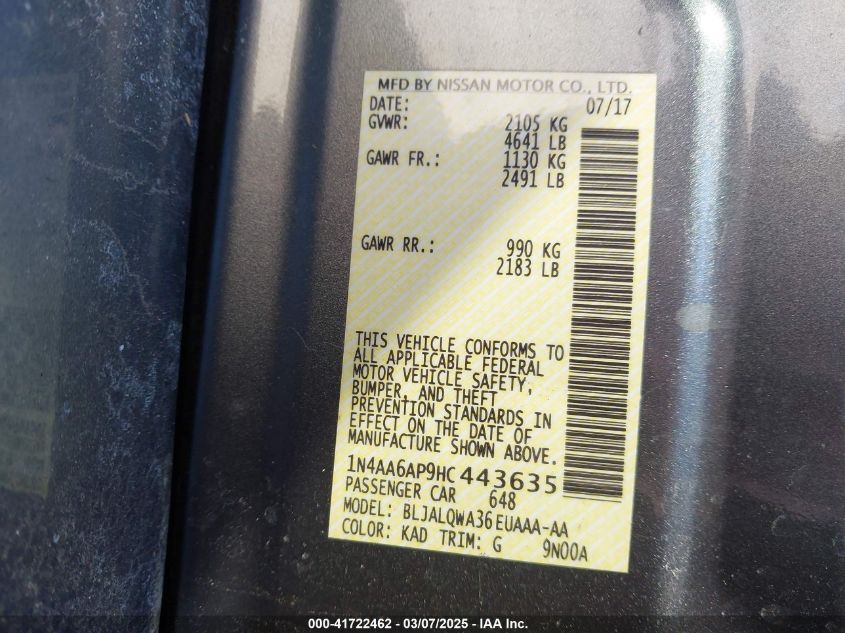 MFD BY NISSAN MOTOR CO., LTD.
DATE: 07/17
GVWR: 2105 KG
4641 LB
GAWR FR.: 1130 KG
2491 LB
GAWR RR.: 990 KG
2183 LB
THIS VEHICLE CONFORMS TO
ALL APPLICABLE FEDERAL
MOTOR VEHICLE SAFETY,
BUMPER, AND THEFT
PREVENTION STANDARDS IN
EFFECT ON THE DATE OF
MANUFACTURE SHOWN ABOVE.
1N4AA6AP9HC443635
PASSENGER CAR 648
MODEL: BLJALQWA36EUAAA-AA
COLOR: KAD TRIM: G 9N00A
000-41722462 - 03/07/2025 - IAA Inc.